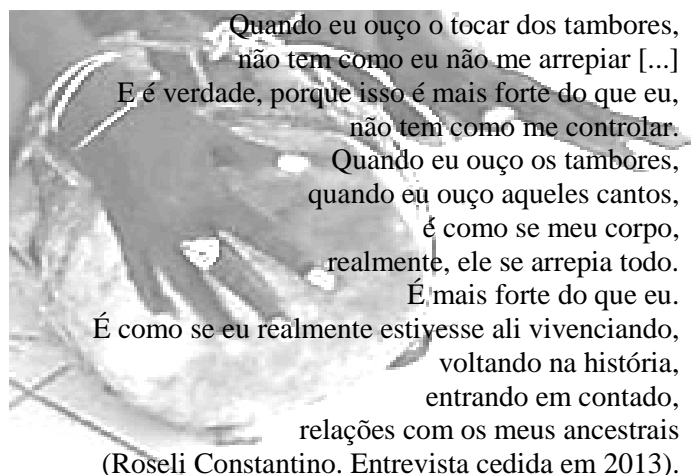 Quando eu ouço o tocar dos tambores,
não tem como eu não me arrepiar [...]
E é verdade, porque isso é mais forte do que eu,
não tem como me controlar.
Quando eu ouço os tambores,
quando eu ouço aqueles cantos,
é como se meu corpo,
realmente, ele se arrepia todo.
É mais forte do que eu.
É como se eu realmente estivesse ali vivenciando,
voltando na história,
entrando em contado,
relações com os meus ancestrais
(Roseli Constantino. Entrevista cedida em 2013).